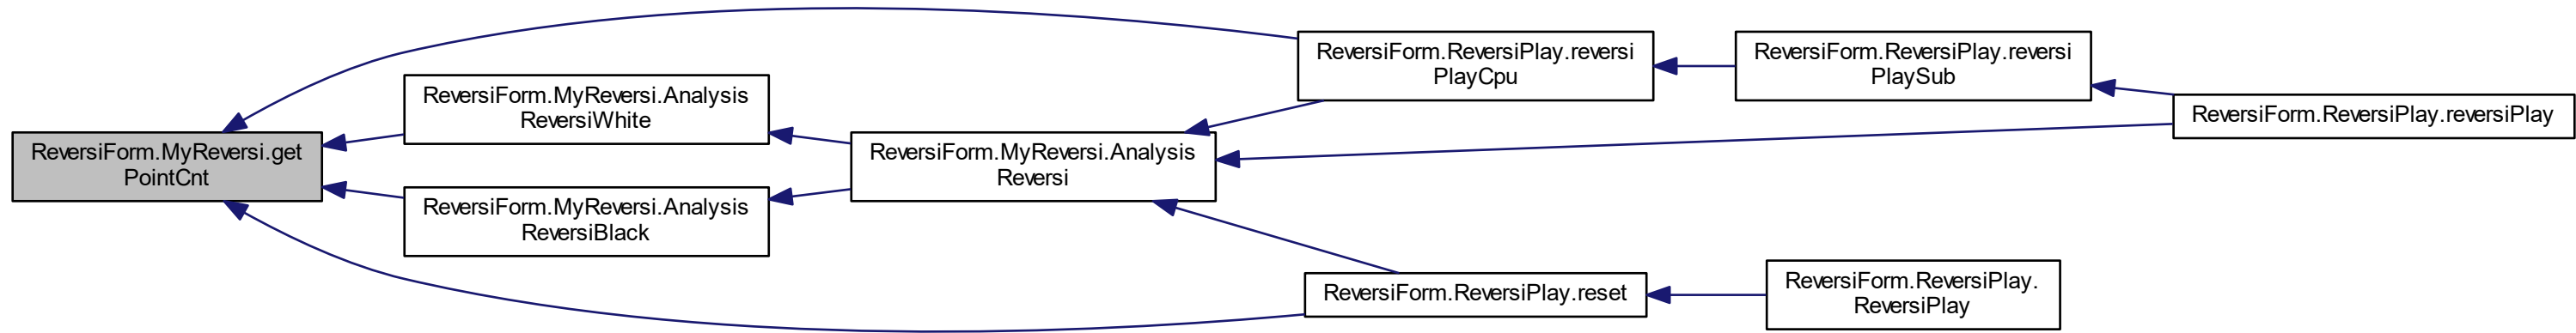 ReversiForm.MyReversi.get
PointCnt
ReversiForm.MyReversi.Analysis
ReversiWhite
ReversiForm.MyReversi.Analysis
ReversiBlack
ReversiForm.MyReversi.Analysis
Reversi
ReversiForm.ReversiPlay.reversi
PlayCpu
ReversiForm.ReversiPlay.reversi
PlaySub
ReversiForm.ReversiPlay.reversiPlay
ReversiForm.ReversiPlay.reset
ReversiForm.ReversiPlay.
ReversiPlay